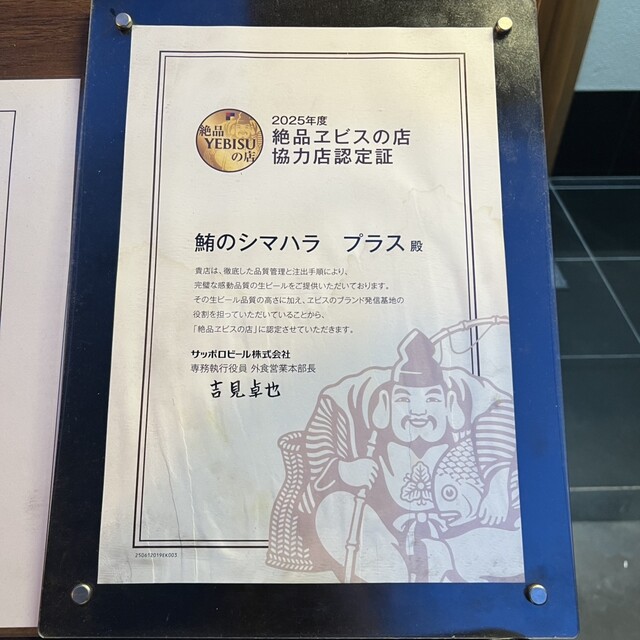 絶品
YEBISU
の店
2025年度
絶品ヱビスの店
協力店認定証
鮪のシマハラ　プラス 殿
貴店は、徹底した品質管理と注出手順により、
完璧な感動品質の生ビールをご提供いただいております。
その生ビール品質の高さに加え、ヱビスのブランド発信基地の
役割を担っていただいていることから、
「絶品ヱビスの店」に認定させていただきます。
サッポロビール株式会社
専務執行役員 外食営業本部長
吉見卓也